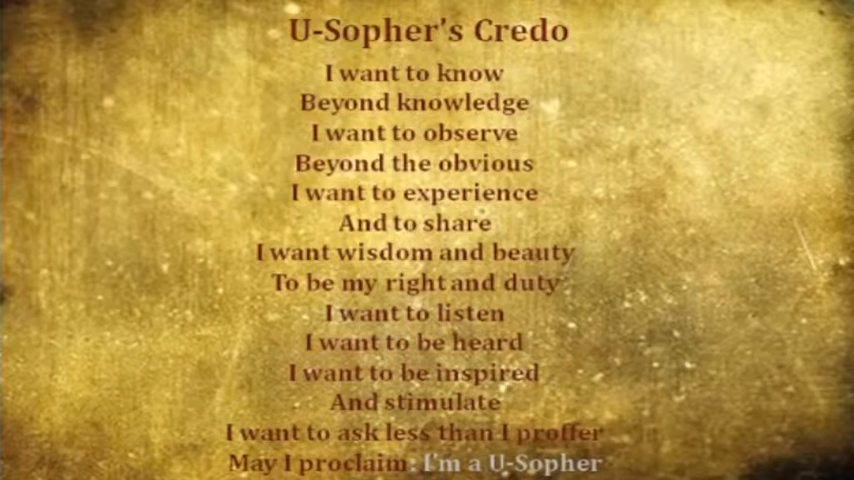 U-Sopher's Credo
I want to know
Beyond knowledge
I want to observe
Beyond the obvious
I want to experience
And to share
I want wisdom and beauty
To be my right and duty
I want to listen
I want to be heard
I want to be inspired
And stimulate
I want to ask less than I proffer
May I proclaim: I'm a U-Sopher